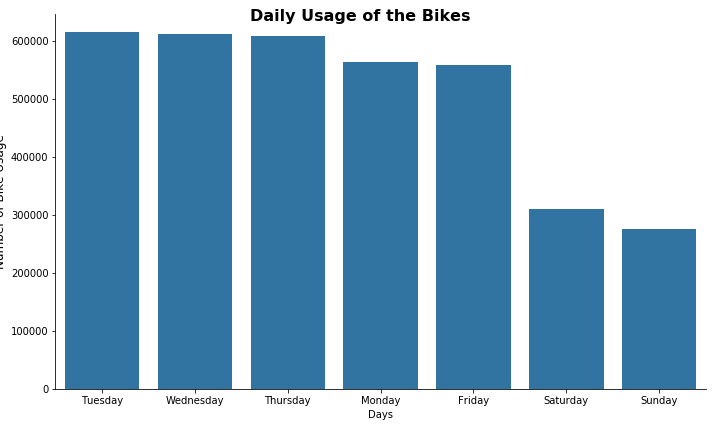 Daily Usage of the Bikes
Number of Bike Usage
600000
500000
400000
300000
200000
100000
0
Tuesday Wednesday Thursday Monday Friday Saturday Sunday
Days